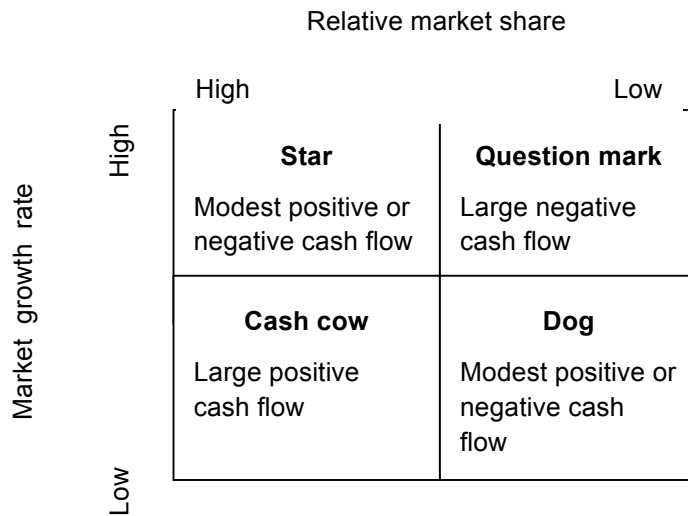 Relative market share
High
Low
High
Market growth rate
Low
Star
Modest positive or
negative cash flow
Question mark
Large negative
cash flow
Cash cow
Large positive
cash flow
Dog
Modest positive or
negative cash
flow